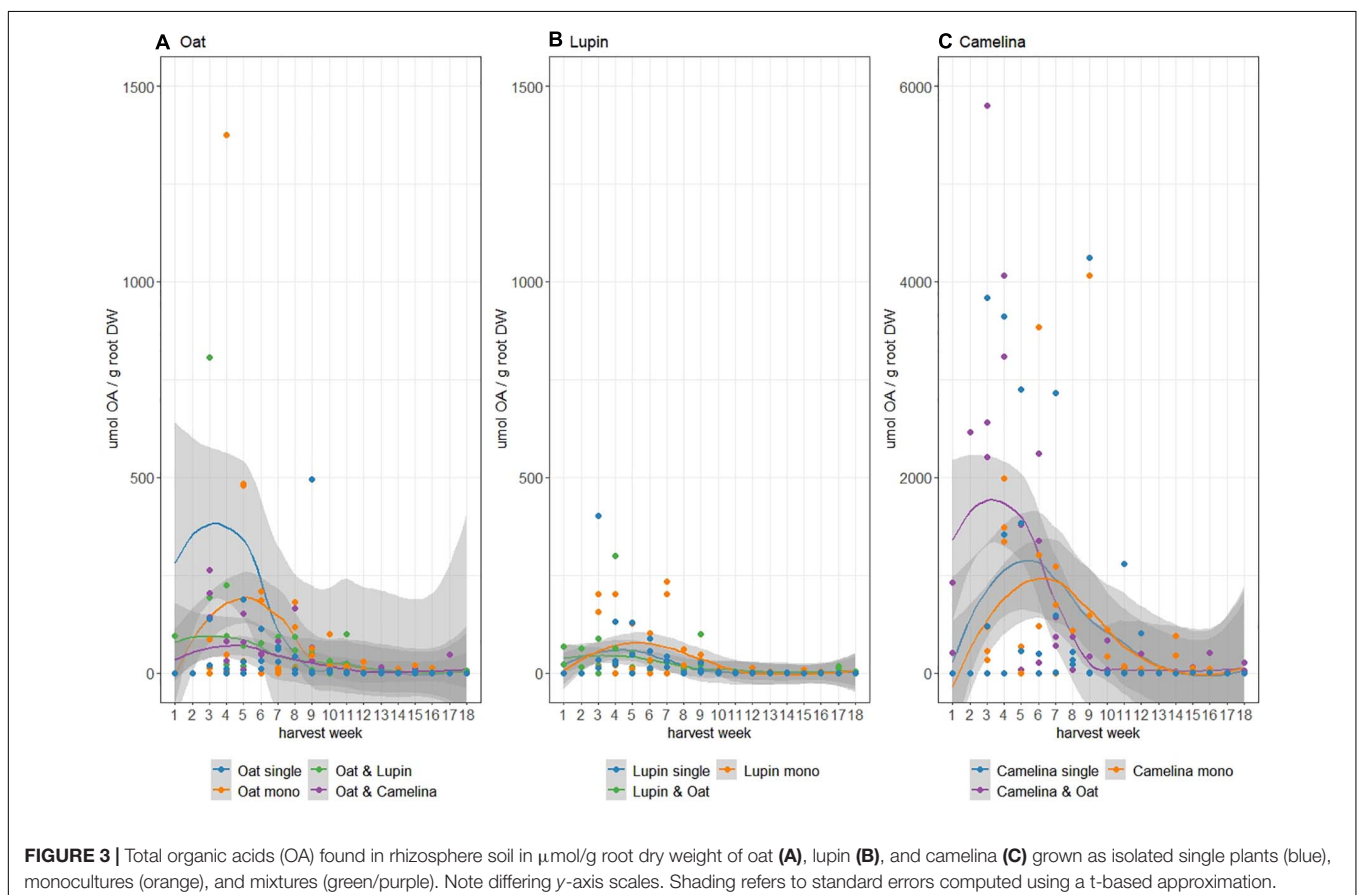 A Oat
B Lupin
C Camelina
umol OA / g root DW
1500
1000
500
0
1 2 3 4 5 6 7 8 9 10 11 12 13 14 15 16 17 18
harvest week
Oat single
Oat & Lupin
Oat mono
Oat & Camelina
umol OA / g root DW
1500
1000
500
0
1 2 3 4 5 6 7 8 9 10 11 12 13 14 15 16 17 18
harvest week
Lupin single
Lupin mono
Lupin & Oat
umol OA / g root DW
6000
4000
2000
0
1 2 3 4 5 6 7 8 9 10 11 12 13 14 15 16 17 18
harvest week
Camelina single
Camelina mono
Camelina & Oat
FIGURE 3 | Total organic acids (OA) found in rhizosphere soil in μmol/g root dry weight of oat (A), lupin (B), and camelina (C) grown as isolated single plants (blue),
monocultures (orange), and mixtures (green/purple). Note differing y-axis scales. Shading refers to standard errors computed using a t-based approximation.